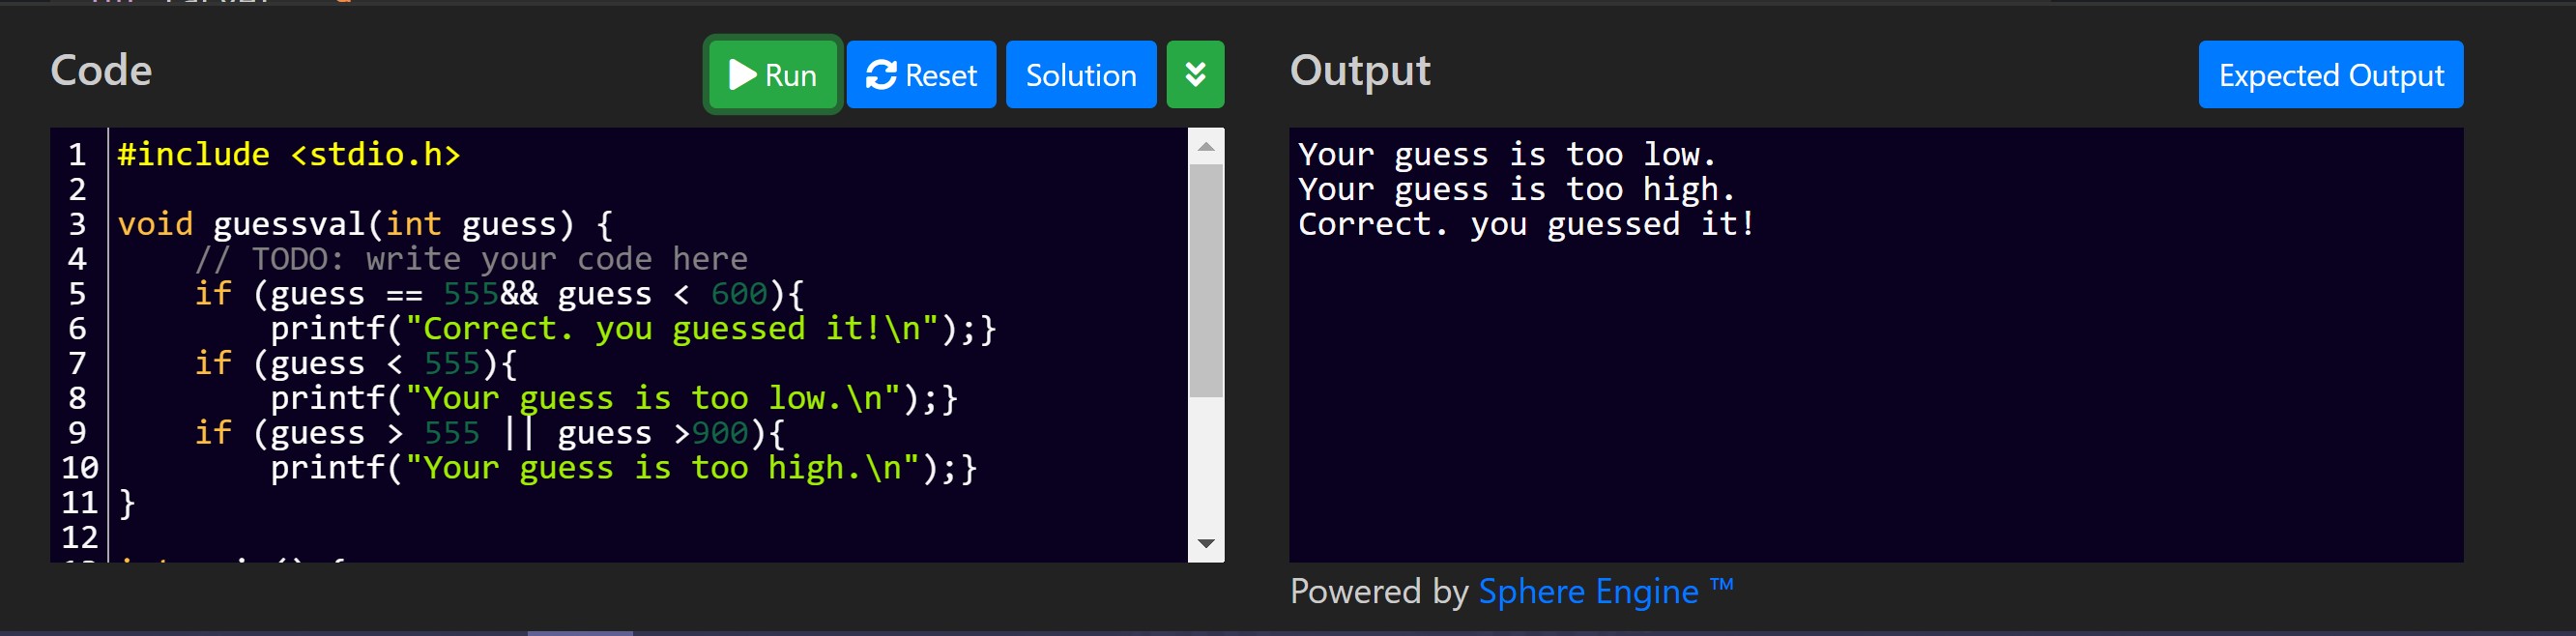 Code
Run Reset Solution
Output
Expected Output
1 #include <stdio.h>
2
3 void guessval(int guess) {
4 // TODO: write your code here
5 if (guess == 555&& guess < 600){
6 printf("Correct. you guessed it!\n");}
7 if (guess < 555){
8 printf("Your guess is too low.\n");}
9 if (guess > 555 || guess >900){
10 printf("Your guess is too high.\n");}
11 }
12
Your guess is too low.
Your guess is too high.
Correct. you guessed it!
Powered by Sphere Engine ™